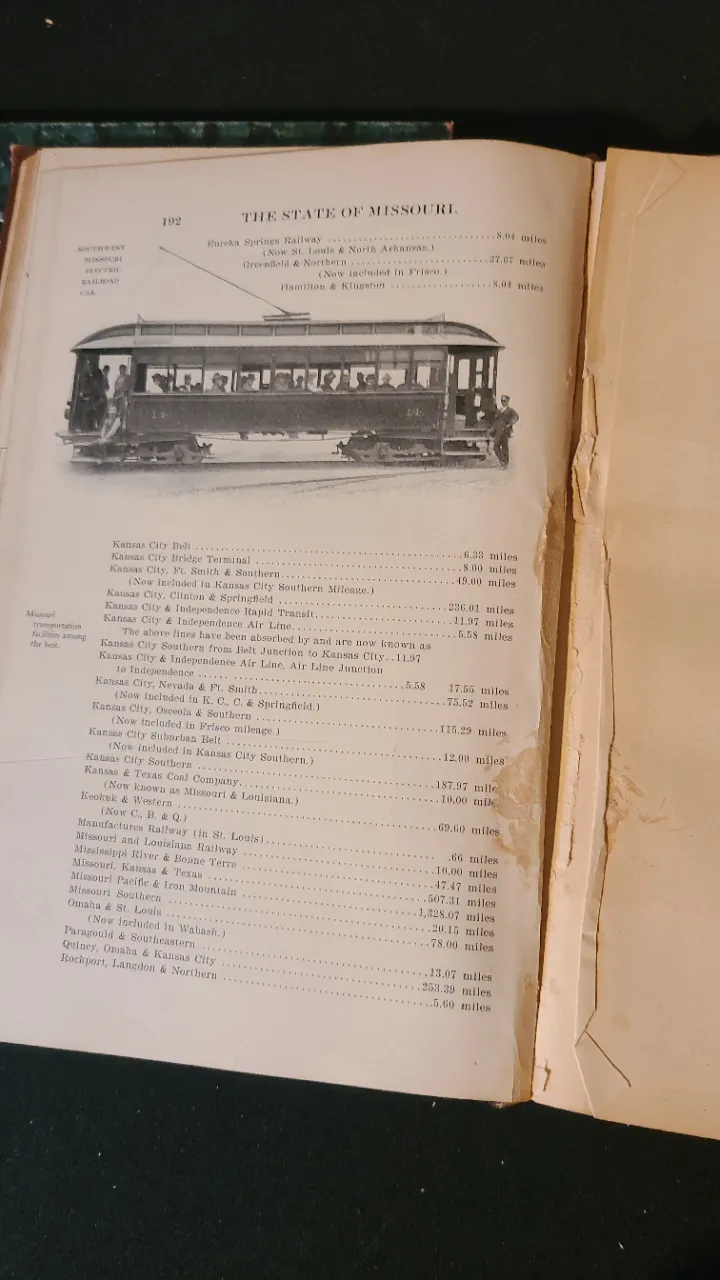 192
THE STATE OF MISSOURI.
SOUTHWEST
MISSOURI
ELECTRIC
RAILROAD
CAR.
Eureka Springs Railway ................................8.04 miles
(Now St. Louis & North Arkansas.)
Greenfield & Northern ..........................37.67 miles
(Now included in Frisco.)
Hamilton & Kingston ...................8.04 miles
Kansas City Belt ......................................................6.33 miles
Kansas City Bridge Terminal ..........................................8.00 miles
Kansas City, Ft. Smith & Southern....................................49.00 miles
(Now included in Kansas City Southern Mileage.)
Kansas City, Clinton & Springfield ..................................236.01 miles
Kansas City & Independence Rapid Transit............................11.97 miles
Kansas City & Independence Air Line.................................5.58 miles
The above lines have been absorbed by and are now known as
Kansas City Southern from Belt Junction to Kansas City..11.97
Kansas City & Independence Air Line, Air Line Junction
to Independence ........................................5.58 17.55 miles
Kansas City, Nevada & Ft. Smith.....................................75.52 miles
(Now included in K. C., C. & Springfield.)
Kansas City, Osceola & Southern ....................................115.29 miles
(Now included in Frisco mileage.)
Kansas City Suburban Belt ..........................................12.00 miles
(Now included in Kansas City Southern.)
Kansas City Southern ...............................................187.97 mile
Kansas & Texas Coal Company.........................................10.00 mil
(Now known as Missouri & Louisiana.)
Keokuk & Western ...................................................69.60 miles
(Now C., B. & Q.)
Manufactures Railway (in St. Louis)..................................66 miles
Missouri and Louisiana Railway .....................................10.00 miles
Mississippi River & Bonne Terre ....................................47.47 miles
Missouri, Kansas & Texas ...........................................507.31 miles
Missouri Pacific & Iron Mountain ...................................1,328.07 miles
Missouri Southern ..................................................20.15 miles
Omaha & St. Louis ..................................................78.00 miles
(Now included in Wabash.)
Paragould & Southeastern ...........................................13.07 miles
Quincy, Omaha & Kansas City ........................................253.39 miles
Rockport, Langdon & Northern .......................................5.60 miles
Missouri
transportation
facilities among
the best.
14.
14.